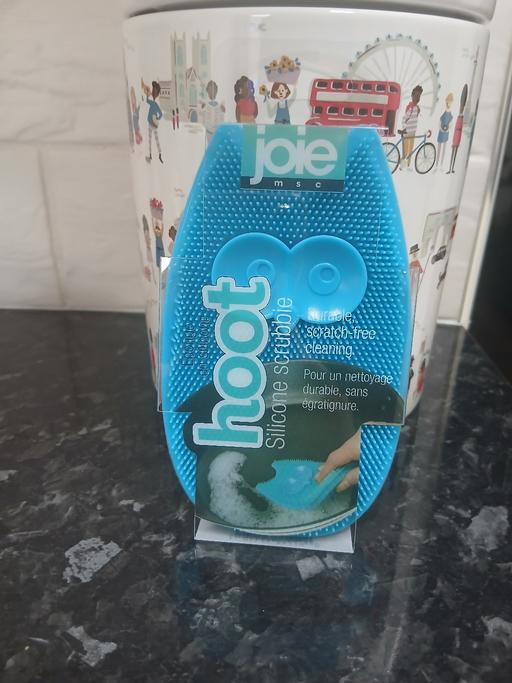 joie
msc
hoot
Silicone scrubbie
Durable,
scratch-free
cleaning.
Pour un nettoyage
durable, sans
égratignure.